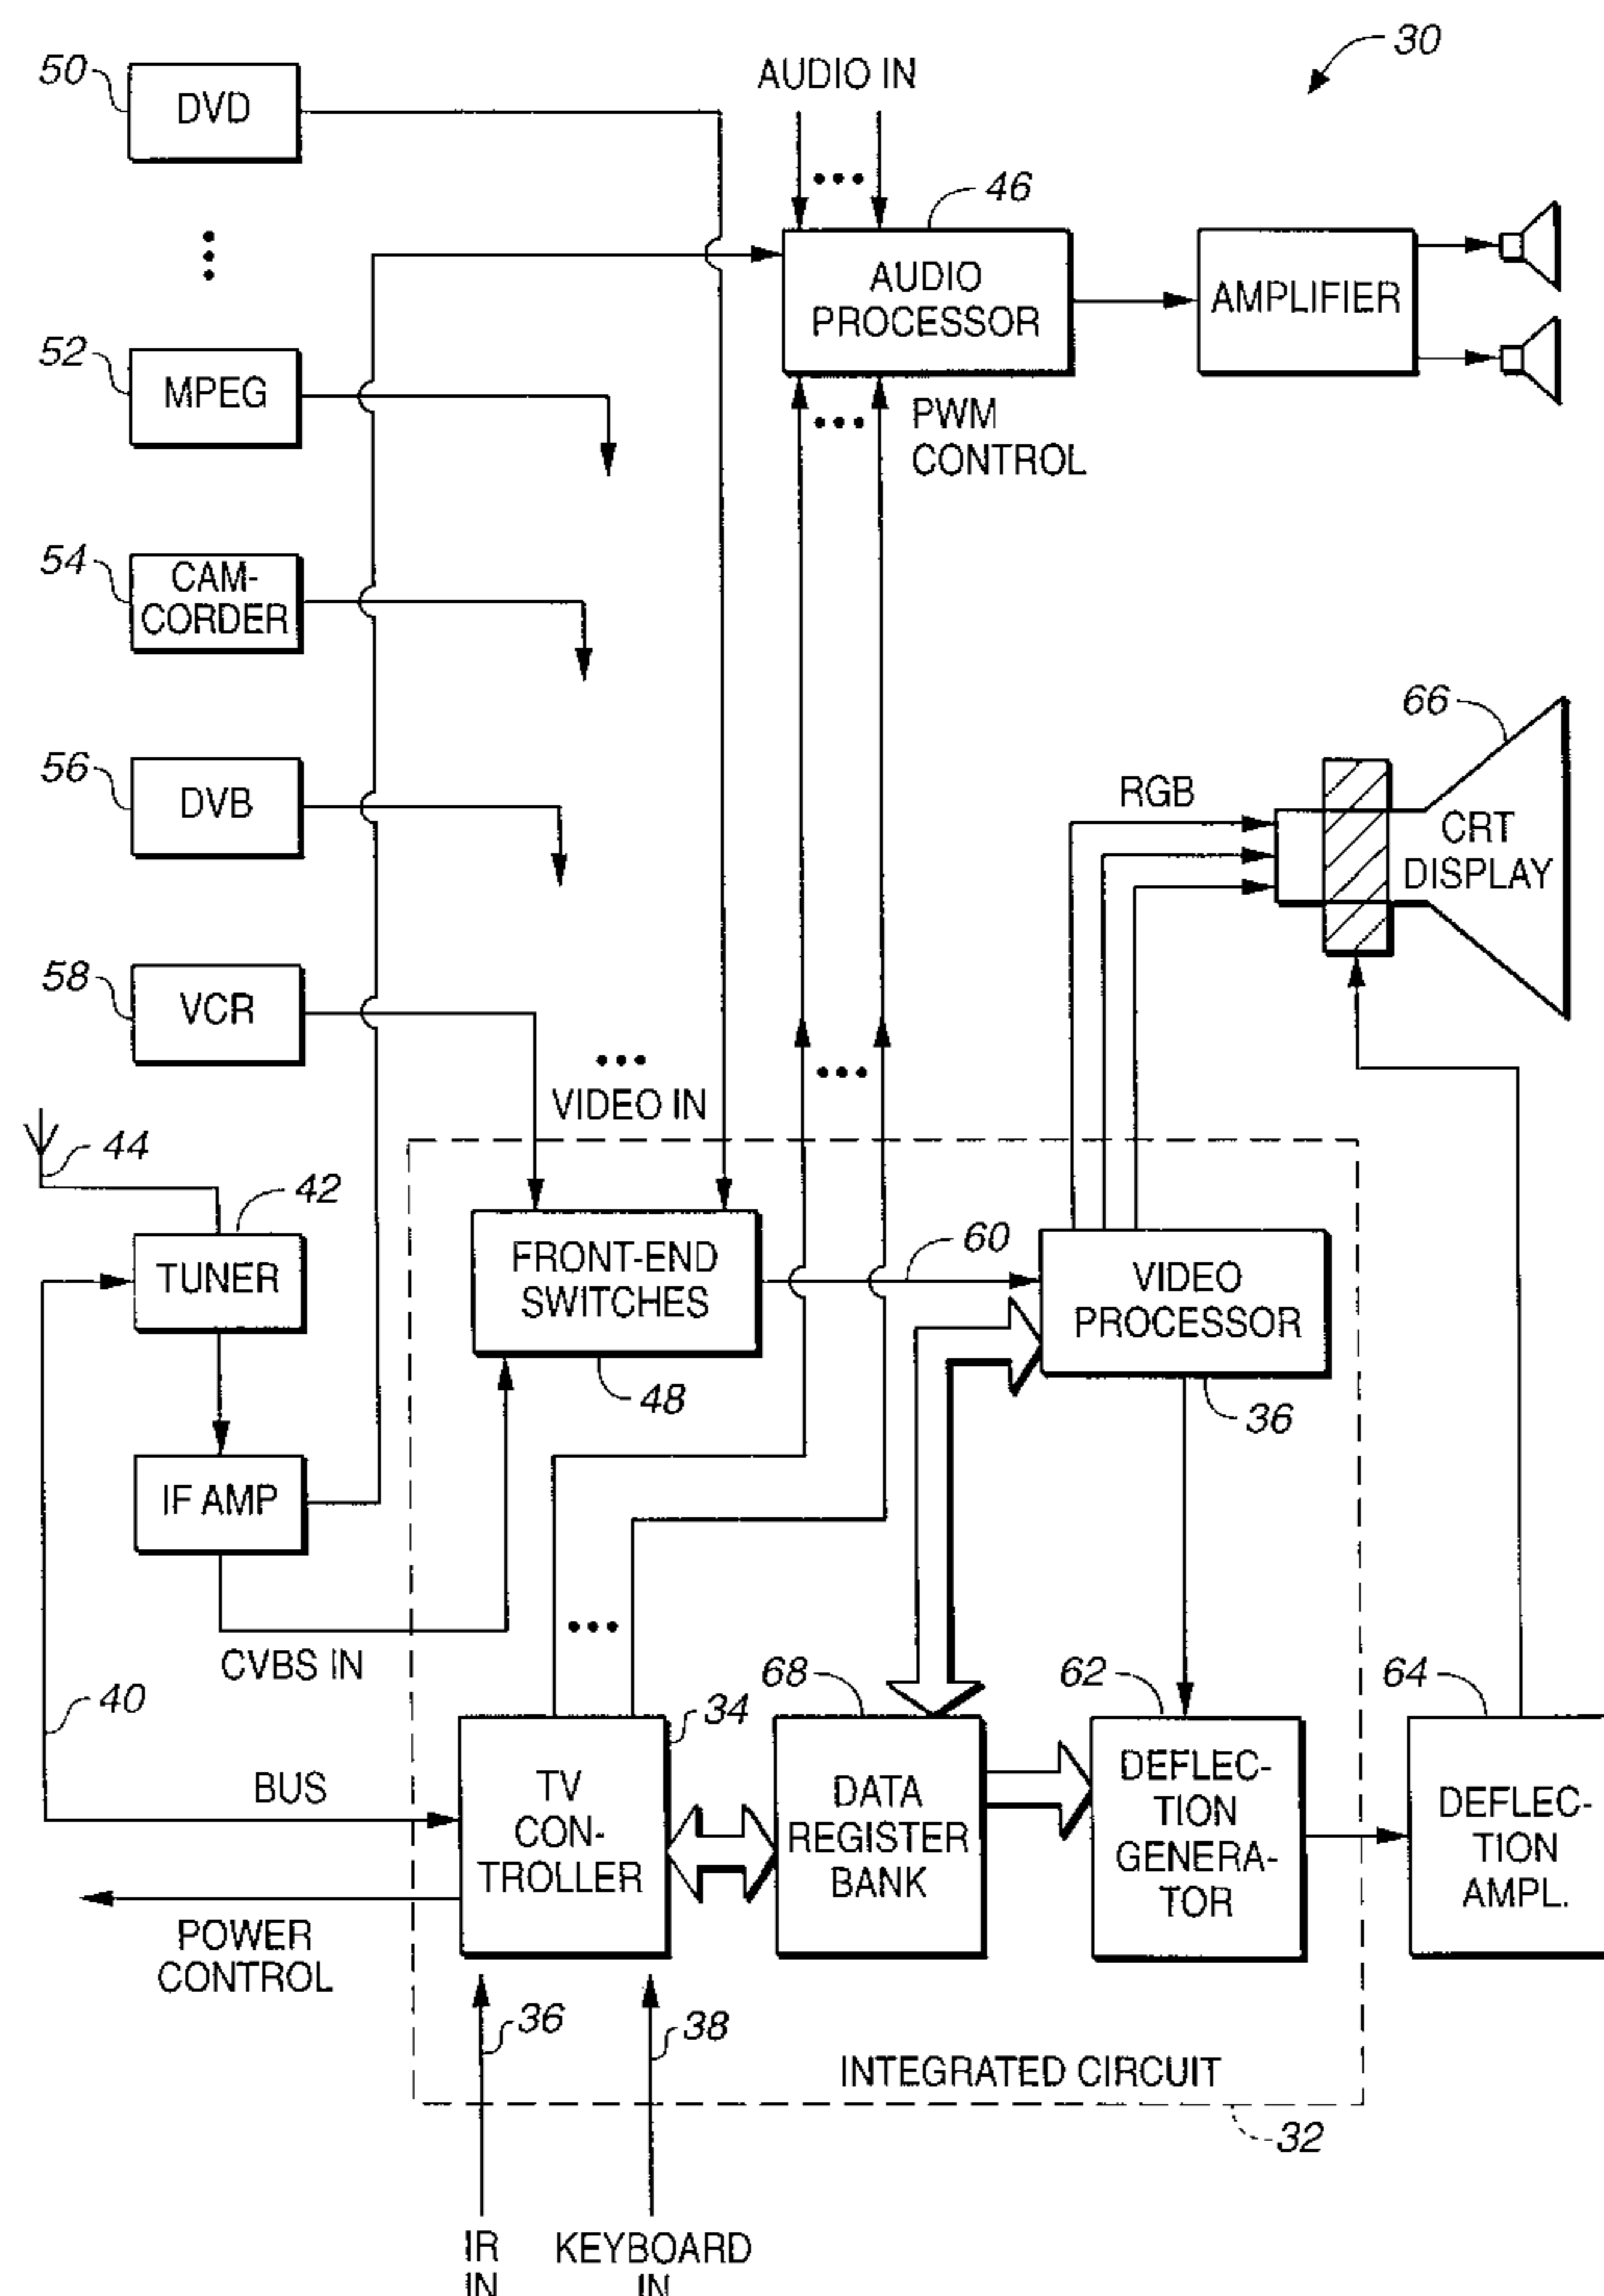 30
50
DVD
AUDIO IN
46
AUDIO
PROCESSOR
AMPLIFIER
52
MPEG
PWM
CONTROL
54
CAM-
CORDER
66
56
DVB
RGB
CRT
DISPLAY
58
VCR
VIDEO IN
44
42
TUNER
FRONT-END
SWITCHES
48
60
VIDEO
PROCESSOR
36
IF AMP
CVBS IN
40
BUS
34
TV
CON-
TROLLER
68
DATA
REGISTER
BANK
62
DEFLEC-
TION
GENERA-
TOR
64
DEFLEC-
TION
AMPL.
POWER
CONTROL
36
38
INTEGRATED CIRCUIT
32
IR
IN
KEYBOARD
IN